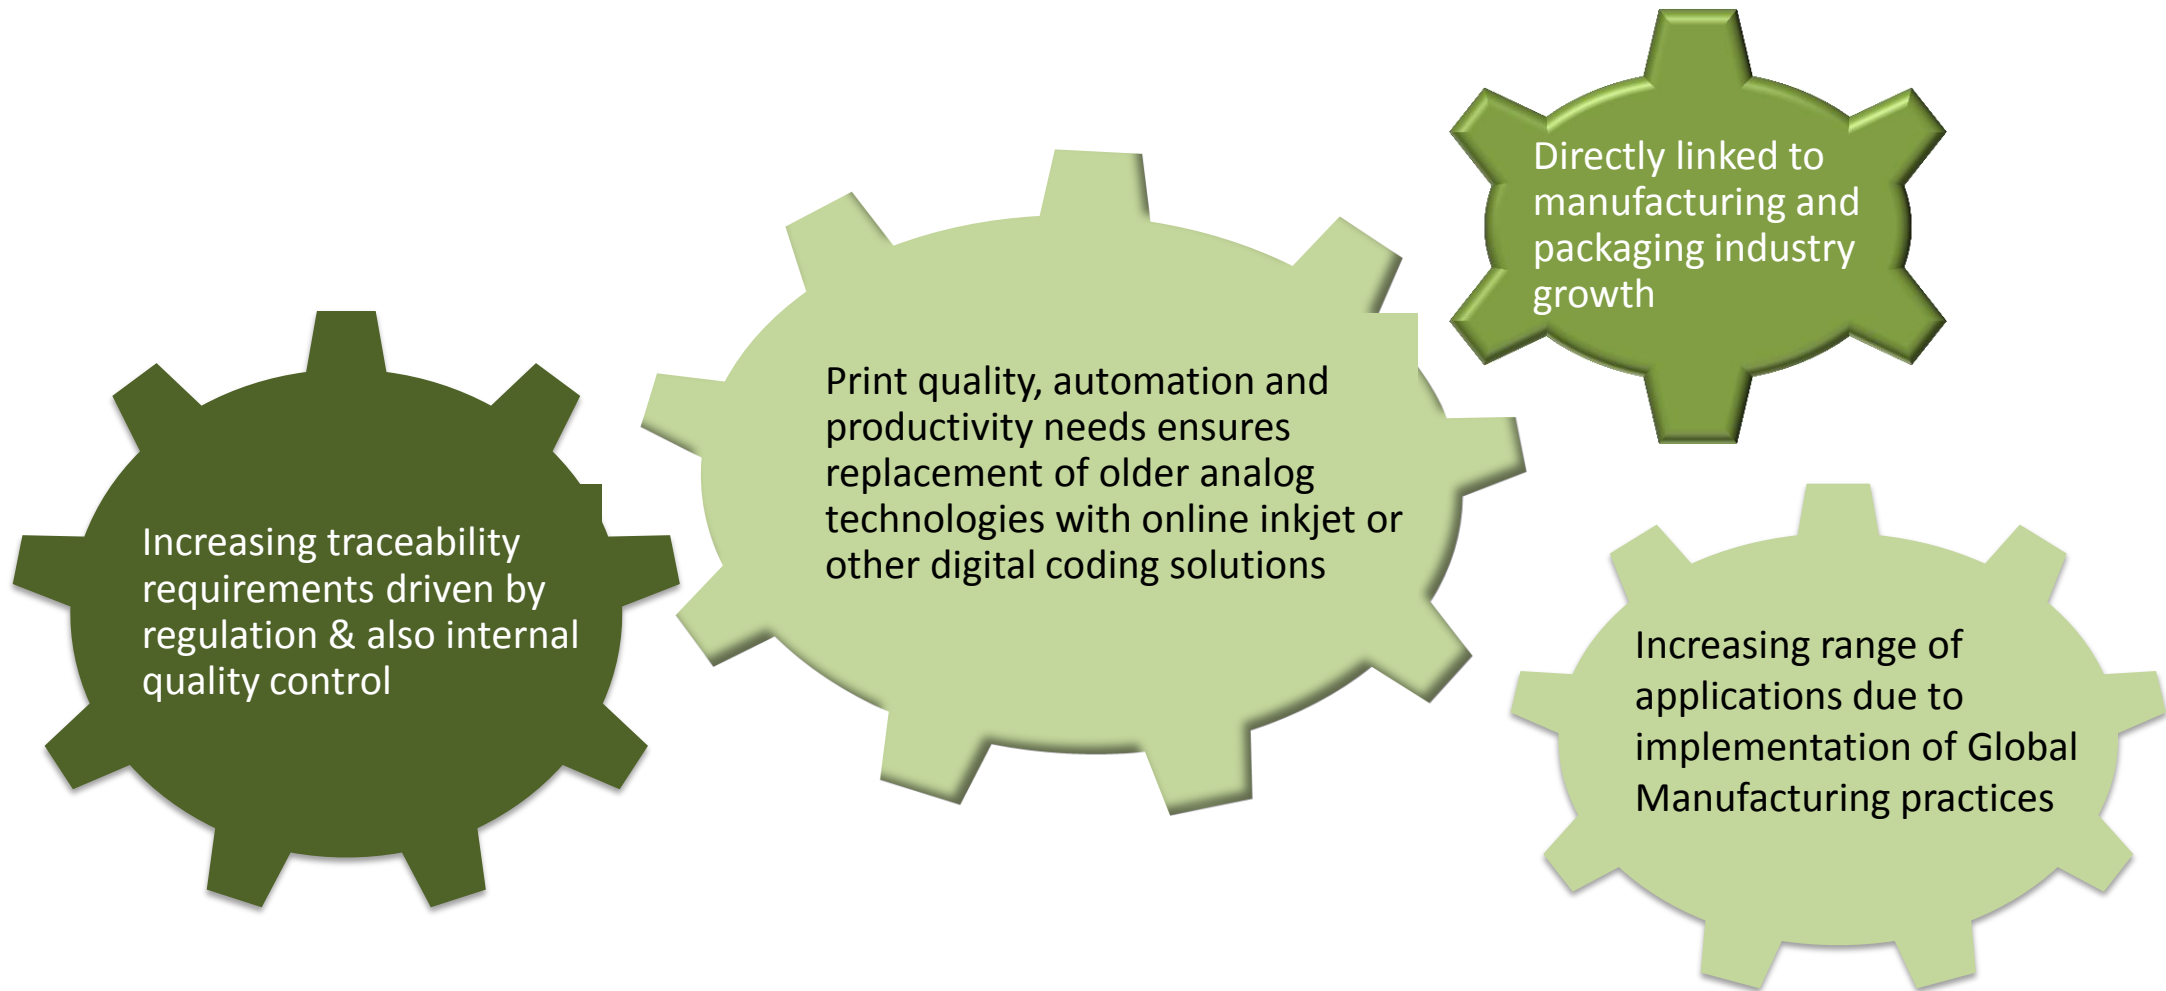 Increasing traceability
requirements driven by
regulation & also internal
quality control
Print quality, automation and
productivity needs ensures
replacement of older analog
technologies with online inkjet or
other digital coding solutions
Directly linked to
manufacturing and
packaging industry
growth
Increasing range of
applications due to
implementation of Global
Manufacturing practices